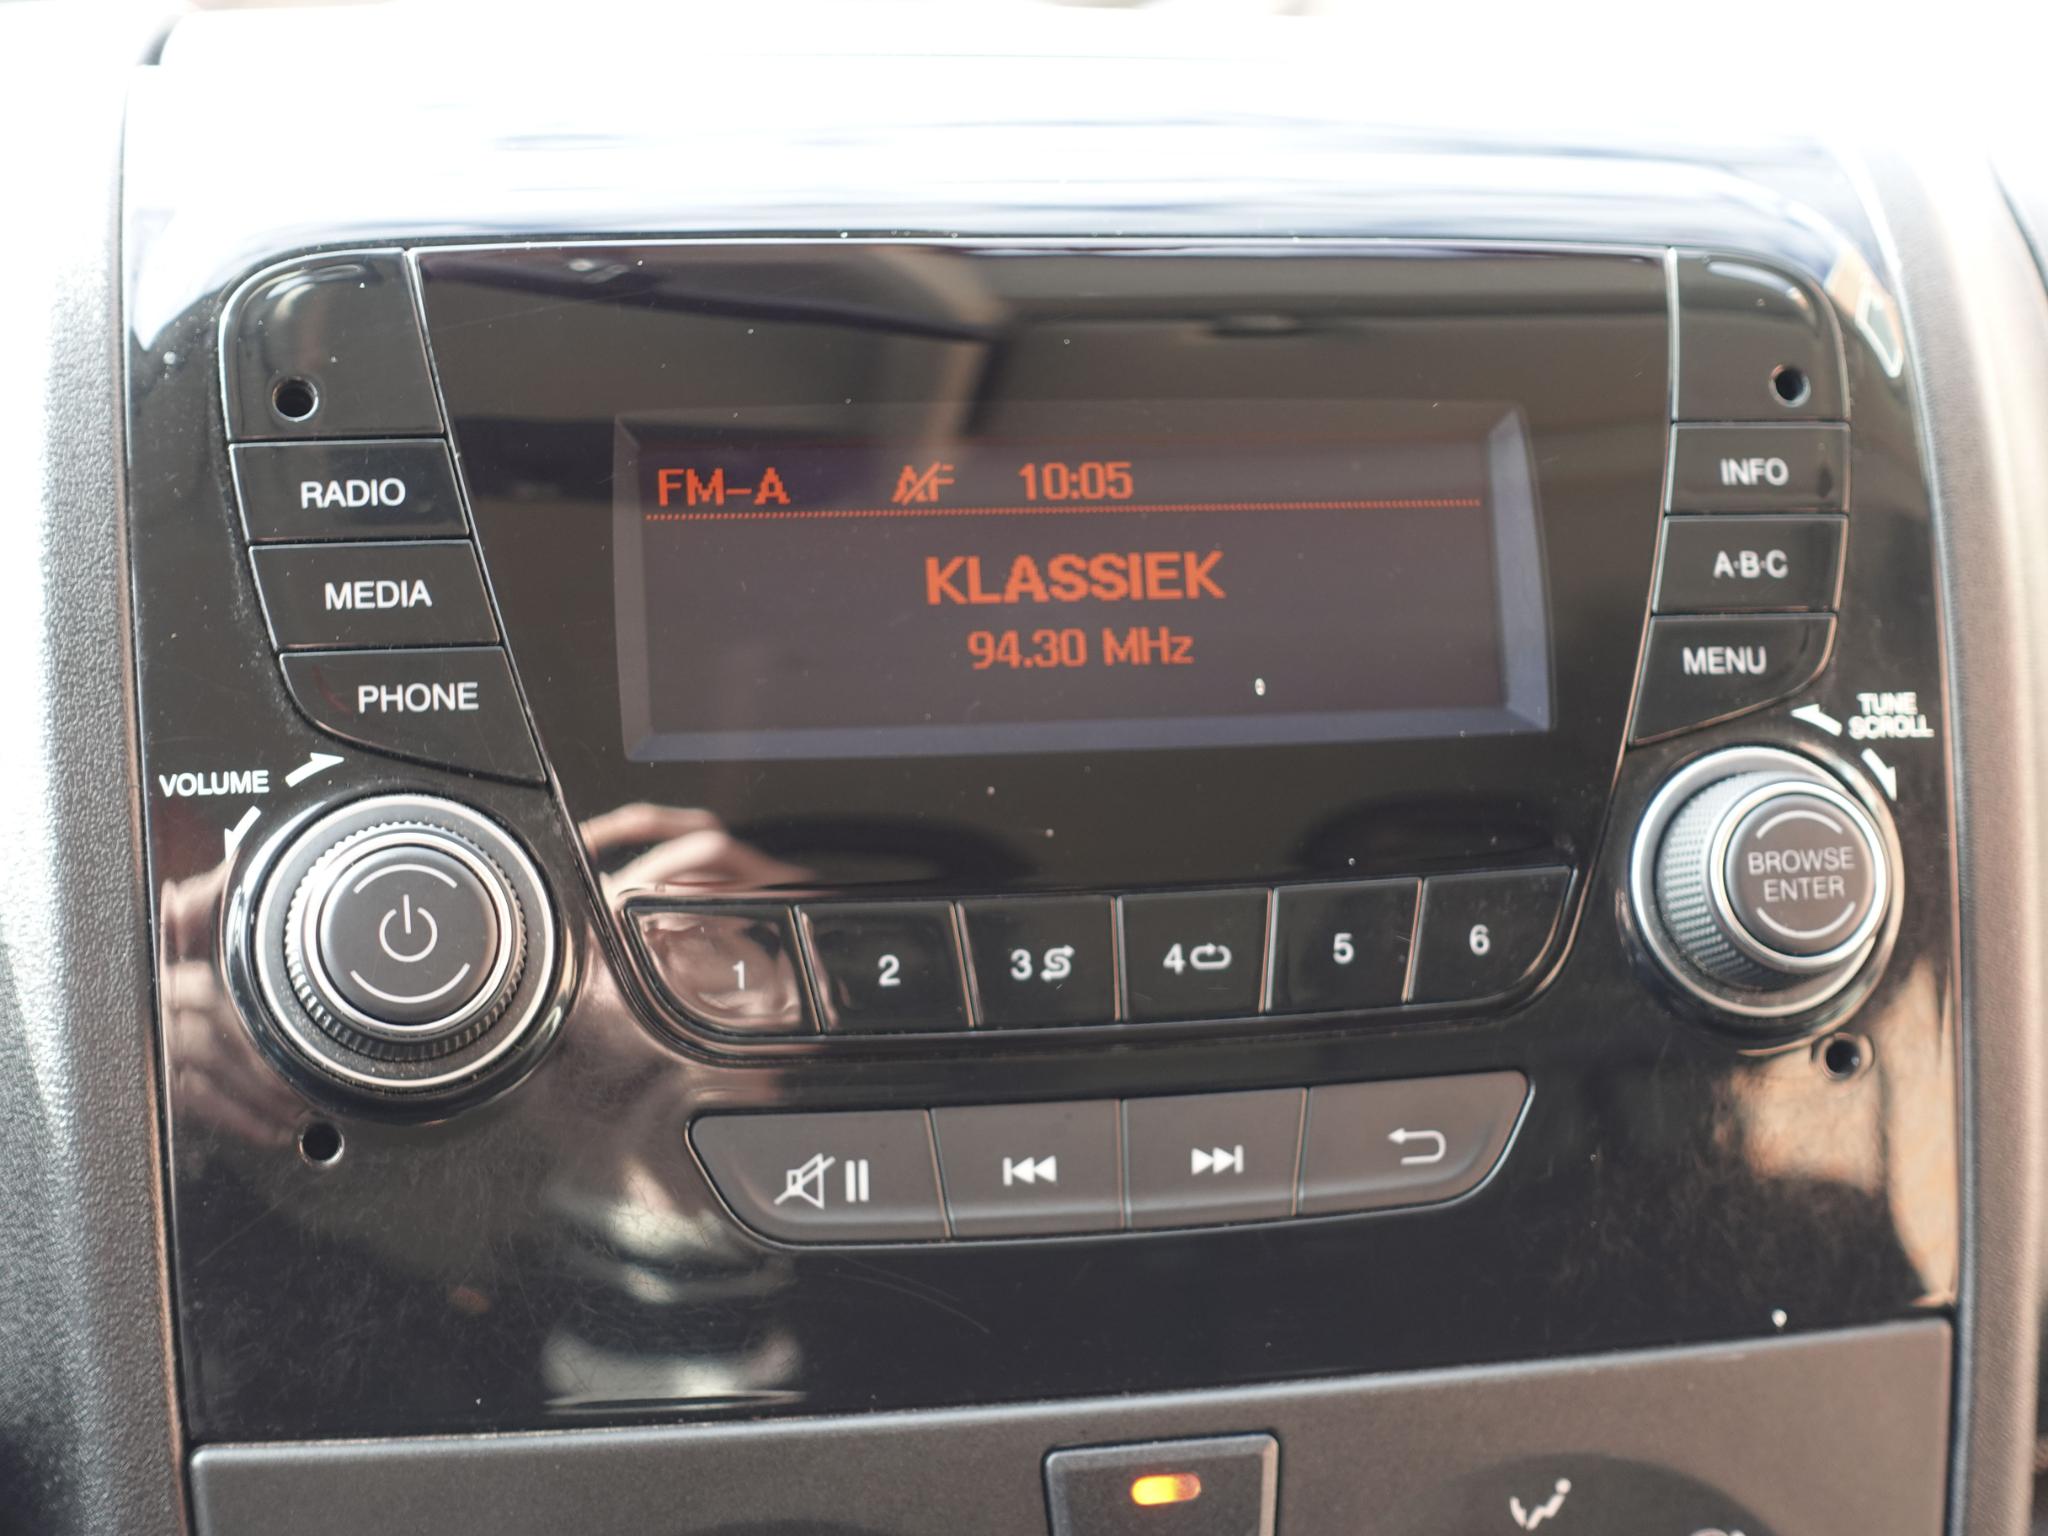 FM-A AF 10:05
KLASSIEK
94.30 MHz
RADIO
MEDIA
PHONE
VOLUME
INFO
A·B·C
MENU
TUNE
SCROLL
BROWSE
ENTER
1 2 3 4 5 6